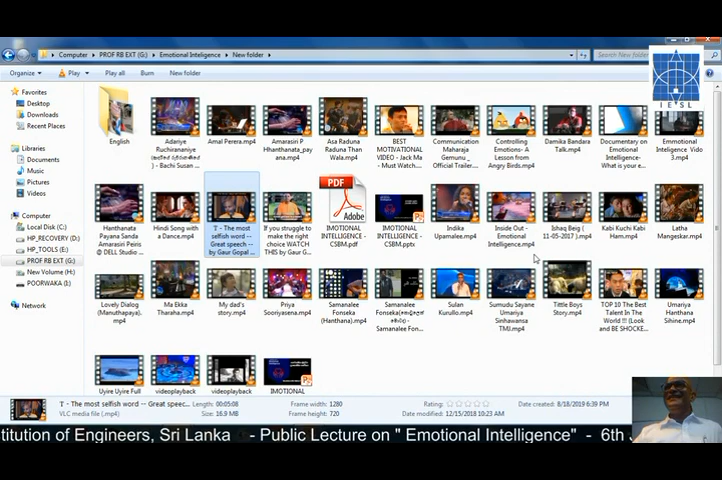 Computer ▸ PROF RB EXT (G:) ▸ Emotional Inteligence ▸ New folder ▸
Search New folder
Organize
Play
Play all
Burn
New folder
IESL
Favorites
Desktop
Downloads
Recent Places
Libraries
Documents
Music
Pictures
Videos
Computer
Local Disk (C:)
HP_RECOVERY (D:)
HP_TOOLS (E:)
PROF RB EXT (G:)
New Volume (H:)
POORWAKA (I:)
Network
English
Adariye
Ruchirananiye
- Bachi Susan ...
Amal Perera.mp4
Amarasiri P
Hhanthanata_pay
anama.mp4
Asa Raduna
Raduna Than
Wala.mp4
BEST
MOTIVATIONAL
VIDEO - Jack Ma
- Must Watch...
Communication
Maharaja
Gemunu _
Official Trailer...
Controlling
Emotions- A
Lesson from
Angry Birds.mp4
Damika Bandara
Talk.mp4
Documentary on
Emotional
Intelligence-
What is your e...
Emmotional
Inteligence Vido
3.mp4
Hanthanata
Payana Sanda
Amarasiri Peiris
@ DELL Studio ...
Hindi Song with
a Dance.mp4
'I' - The most
selfish word --
Great speech --
by Gaur Gopal ...
If you struggle to
make the right
choice WATCH
THIS by Gaur G...
PDF
Adobe
IMOTIONAL
INTELLIGENCE -
CSBM.pdf
IMOTIONAL
INTELLIGENCE -
CSBM.pptx
Indika
Upamalee.mp4
Inside Out -
Emotional
Intelligence.mp4
Ishaq Beig (
11-05-2017 ).mp4
Kabi Kuchi Kabi
Ham.mp4
Latha
Mangeskar.mp4
Lovely Dialog
(Manuthapaya).
mp4
Ma Ekka
Tharaha.mp4
My dad's
story.mp4
Priya
Sooriyasena.mp4
Samanalee
Fonseka
(Hanthana).mp4
Samanalee
- Samanalee Fon...
Sulan
Kurullo.mp4
Sumudu Sayane
Umariya
Sinhawansa
TMJ.mp4
Tittle Boys
Story.mp4
TOP 10 The Best
Talent In The
World !!! (Look
and BE SHOCKE...
Umariya
Hanthana
Sihine.mp4
Uyire Uyire Full
videoplayback
videoplayback
IMOTIONAL
'I' - The most selfish word -- Great speec...
VLC media file (.mp4)
Length: 00:05:08
Size: 16.9 MB
Frame width: 1280
Frame height: 720
Rating:
Date modified: 12/15/2018 10:23 AM
Date created: 8/18/2019 6:39 PM
titution of Engineers, Sri Lanka - Public Lecture on " Emotional Intelligence" - 6th J